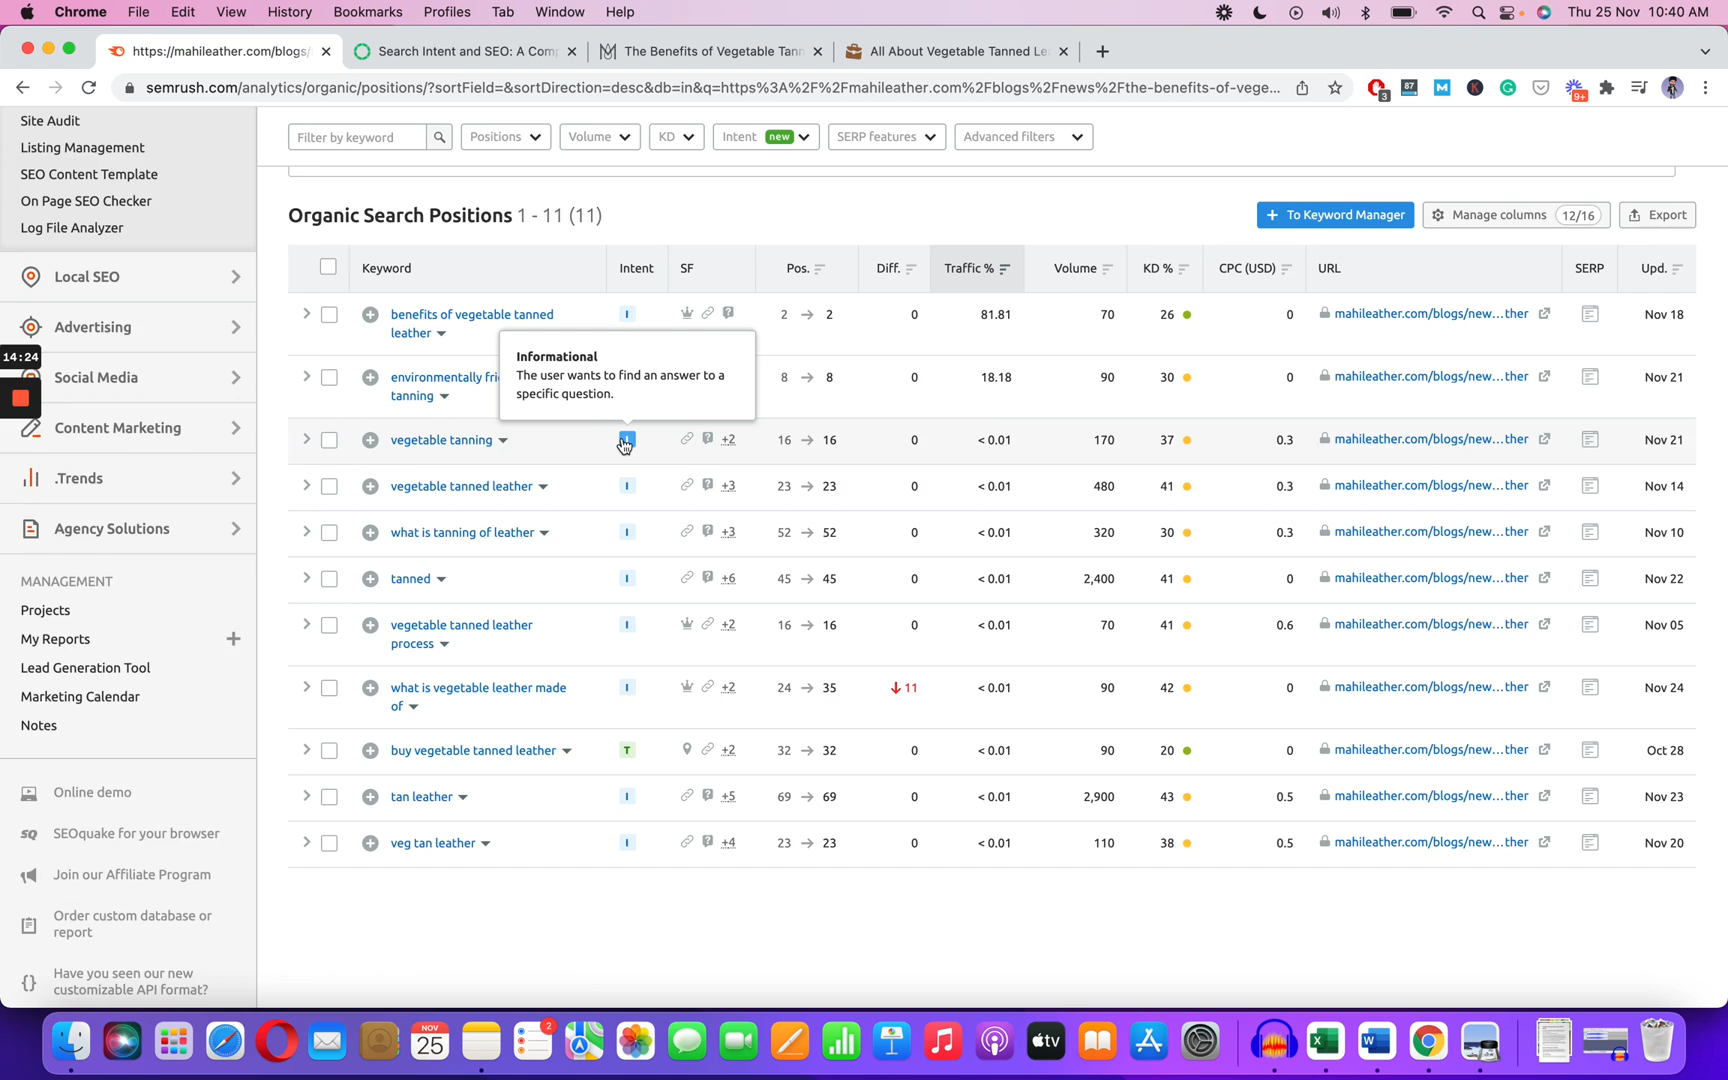 Chrome File Edit View History Bookmarks Profiles Tab Window Help Thu 25 Nov 10:40 AM
https://mahileather.com/blogs/ Search Intent and SEO: A Com The Benefits of Vegetable Tann All About Vegetable Tanned Le
semrush.com/analytics/organic/positions/?sortField=&sortDirection=desc&db=in&q=https%3A%2F%2Fmahileather.com%2Fblogs%2Fnews%2Fthe-benefits-of-vege... 3 87 M K 9+
Site Audit
Listing Management
SEO Content Template
On Page SEO Checker
Log File Analyzer
Local SEO
Advertising
14:24
Social Media
Content Marketing
.Trends
Agency Solutions
MANAGEMENT
Projects
My Reports
Lead Generation Tool
Marketing Calendar
Notes
Online demo
SEOquake for your browser
Join our Affiliate Program
Order custom database or
report
Have you seen our new
customizable API format?
Filter by keyword Positions Volume KD Intent new SERP features Advanced filters
Organic Search Positions 1 - 11 (11) To Keyword Manager Manage columns 12/16 Export
Keyword Intent SF Pos. Diff. Traffic % Volume KD % CPC (USD) URL SERP Upd.
benefits of vegetable tanned I 2 → 2 0 81.81 70 26 0 mahileather.com/blogs/new...ther Nov 18
leather
Informational
The user wants to find an answer to a
specific question.
environmentally fri 8 → 8 0 18.18 90 30 0 mahileather.com/blogs/new...ther Nov 21
tanning
vegetable tanning +2 16 → 16 0 < 0.01 170 37 0.3 mahileather.com/blogs/new...ther Nov 21
vegetable tanned leather I +3 23 → 23 0 < 0.01 480 41 0.3 mahileather.com/blogs/new...ther Nov 14
what is tanning of leather I +3 52 → 52 0 < 0.01 320 30 0.3 mahileather.com/blogs/new...ther Nov 10
tanned I +6 45 → 45 0 < 0.01 2,400 41 0 mahileather.com/blogs/new...ther Nov 22
vegetable tanned leather I +2 16 → 16 0 < 0.01 70 41 0.6 mahileather.com/blogs/new...ther Nov 05
process
what is vegetable leather made I +2 24 → 35 ↓ 11 < 0.01 90 42 0 mahileather.com/blogs/new...ther Nov 24
of
buy vegetable tanned leather T +2 32 → 32 0 < 0.01 90 20 0 mahileather.com/blogs/new...ther Oct 28
tan leather I +5 69 → 69 0 < 0.01 2,900 43 0.5 mahileather.com/blogs/new...ther Nov 23
veg tan leather I +4 23 → 23 0 < 0.01 110 38 0.5 mahileather.com/blogs/new...ther Nov 20
NOV
25
2
tv